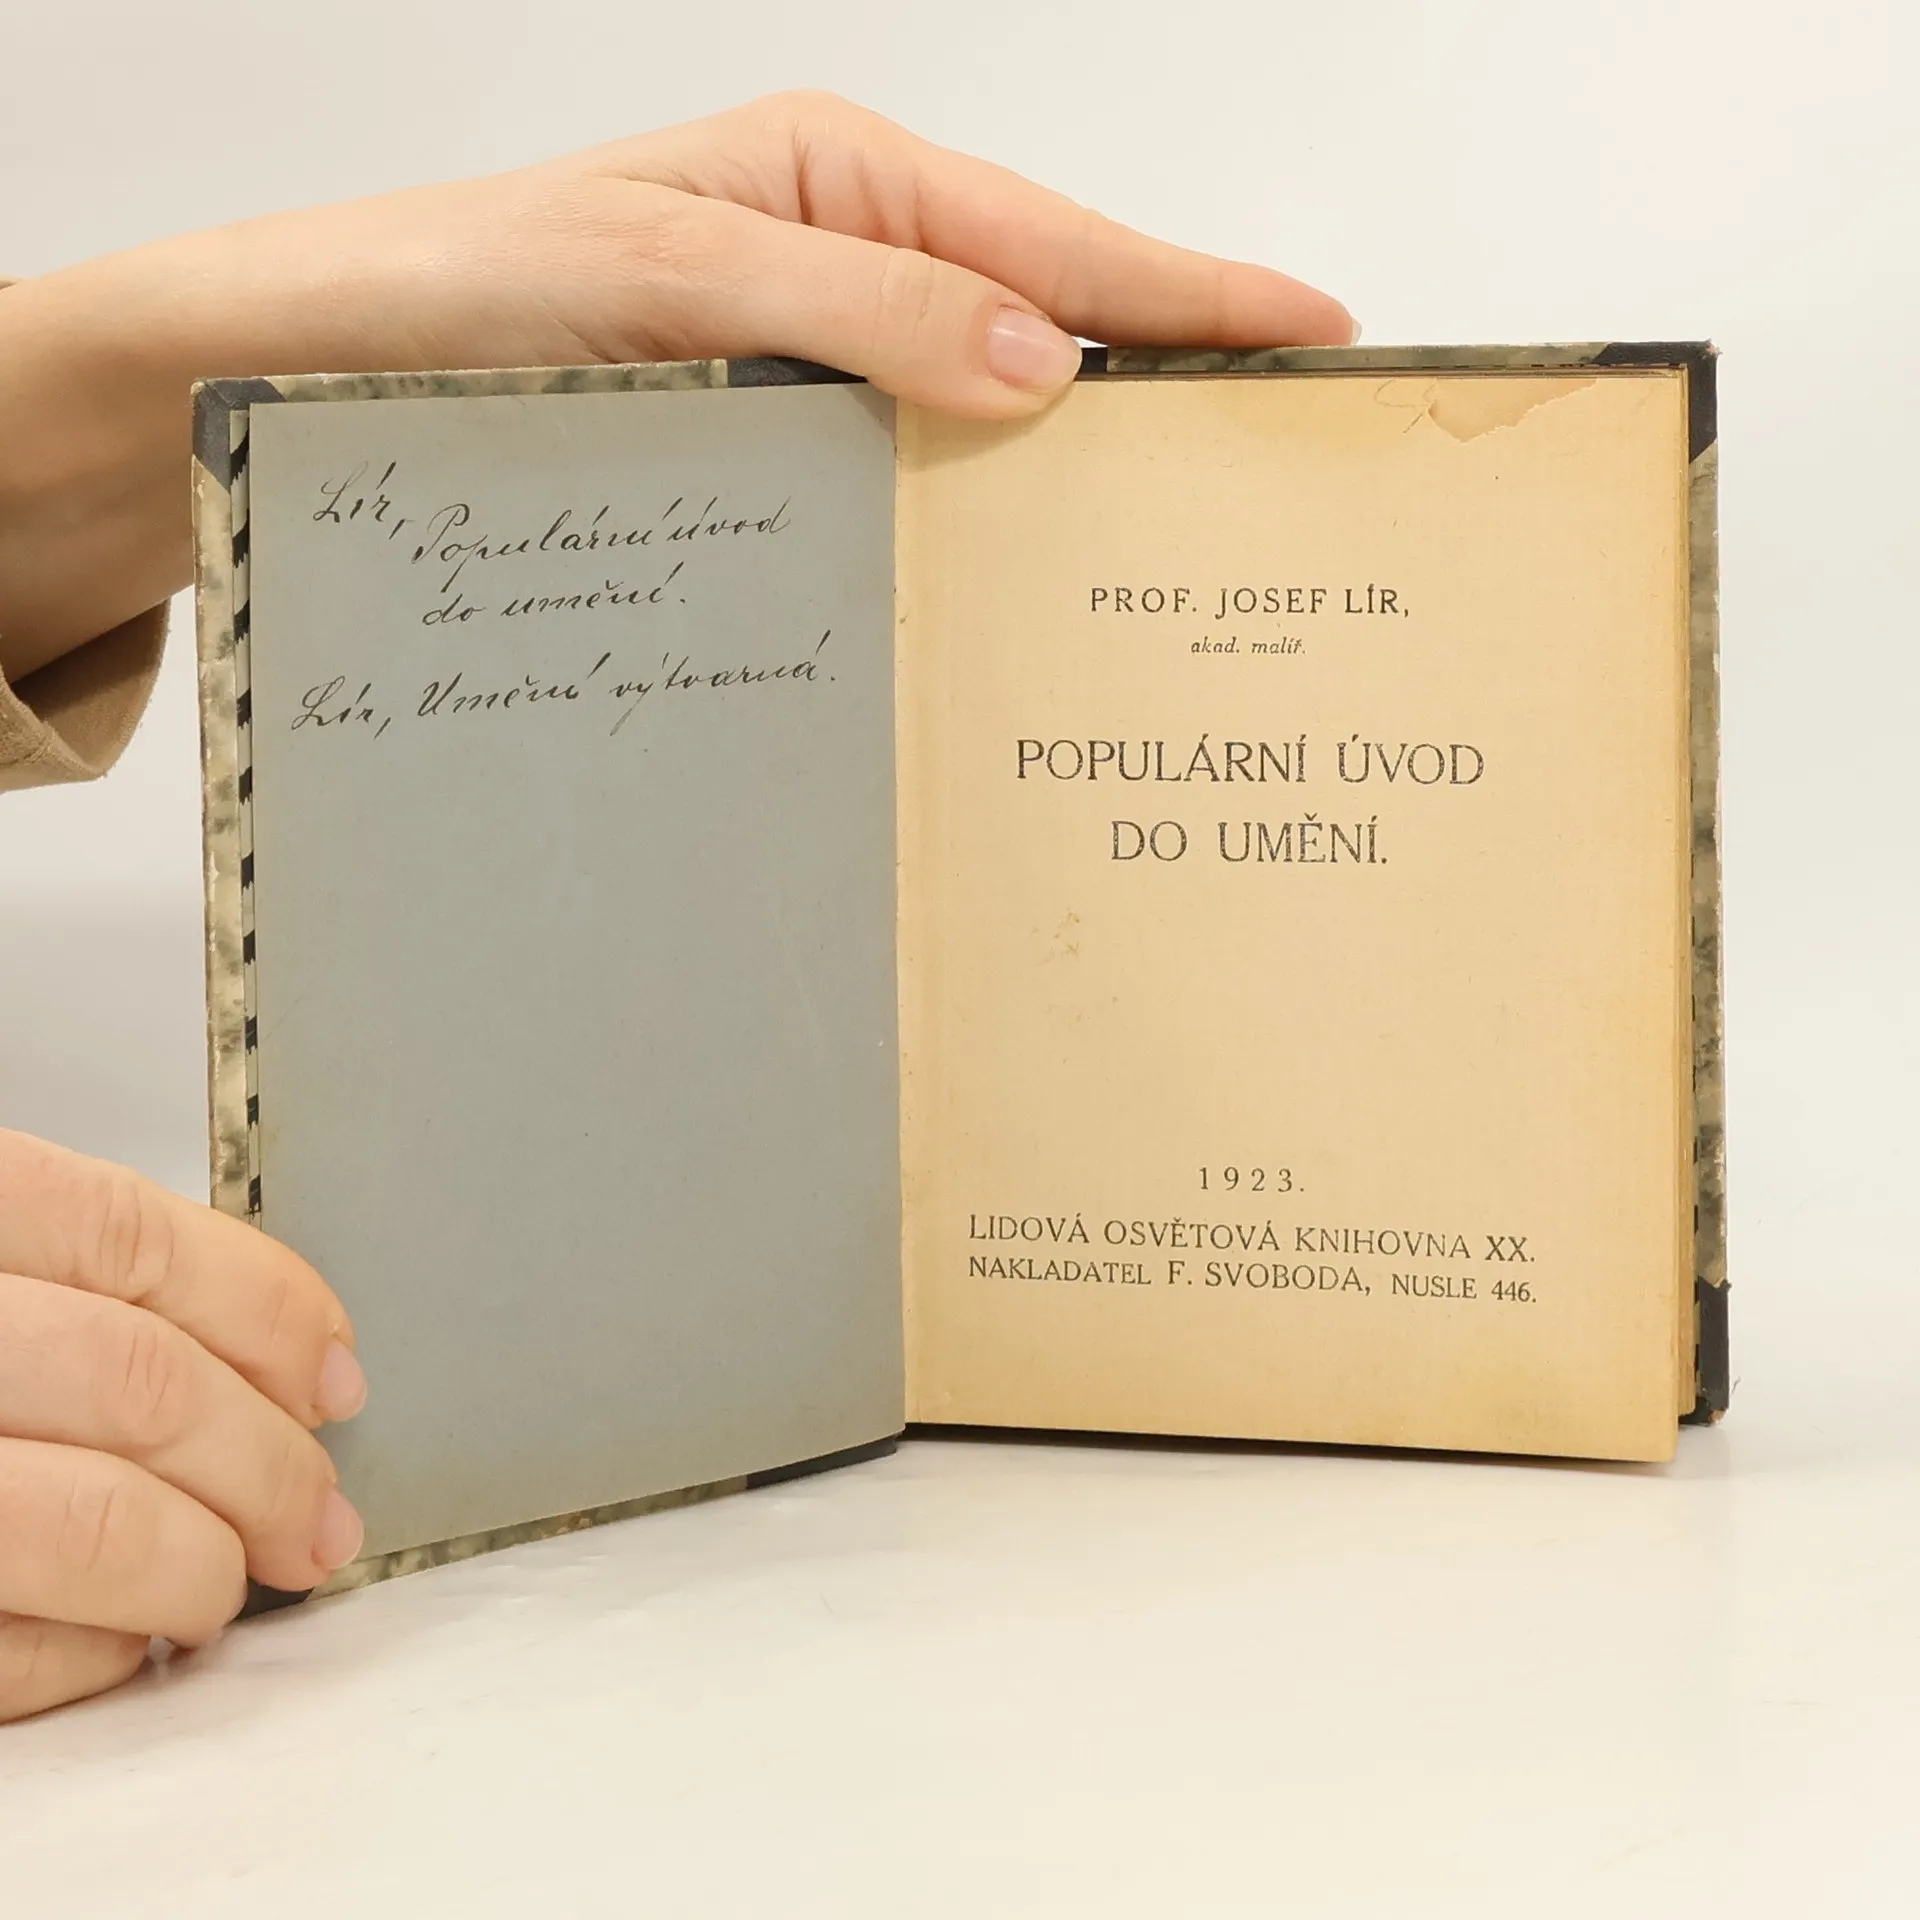 Lír,
Populární úvod
do umění.
Lír, Umění výtvarná.
PROF. JOSEF LÍR,
akad. malíř.
POPULÁRNÍ ÚVOD
DO UMĚNÍ.
1923.
LIDOVÁ OSVĚTOVÁ KNIHOVNA XX.
NAKLADATEL F. SVOBODA, NUSLE 446.